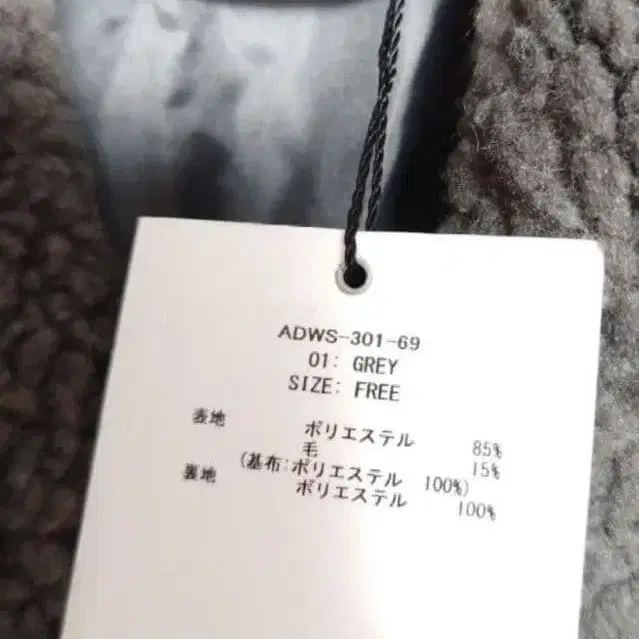 ADWS-301-69
01: GREY
SIZE: FREE
表地 ポリエステル 85%
毛 15%
(基布:ポリエステル 100%)
裏地 ポリエステル 100%